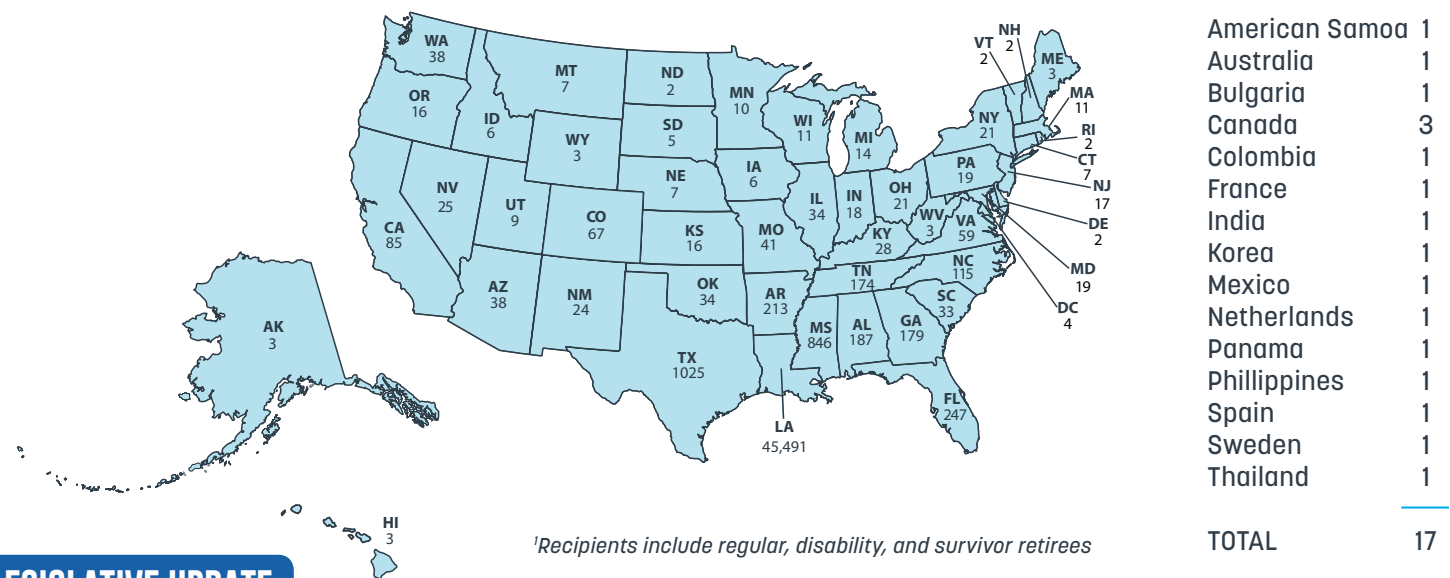 WA
38
OR
16
CA
85
NV
25
ID
6
MT
7
WY
3
UT
9
CO
67
AZ
38
NM
24
ND
2
SD
5
NE
7
KS
16
OK
34
TX
1025
MN
10
IA
6
MO
41
AR
213
LA
45,491
WI
11
IL
34
MI
14
IN
18
OH
21
KY
28
TN
174
MS
846
AL
187
GA
179
FL
247
SC
33
NC
115
VA
59
WV
3
PA
19
NY
21
VT
2
NH
2
ME
3
MA
11
RI
2
CT
7
NJ
17
DE
2
MD
19
DC
4
AK
3
HI
3
¹Recipients include regular, disability, and survivor retirees
American Samoa 1
Australia 1
Bulgaria 1
Canada 3
Colombia 1
France 1
India 1
Korea 1
Mexico 1
Netherlands 1
Panama 1
Phillippines 1
Spain 1
Sweden 1
Thailand 1
TOTAL 17